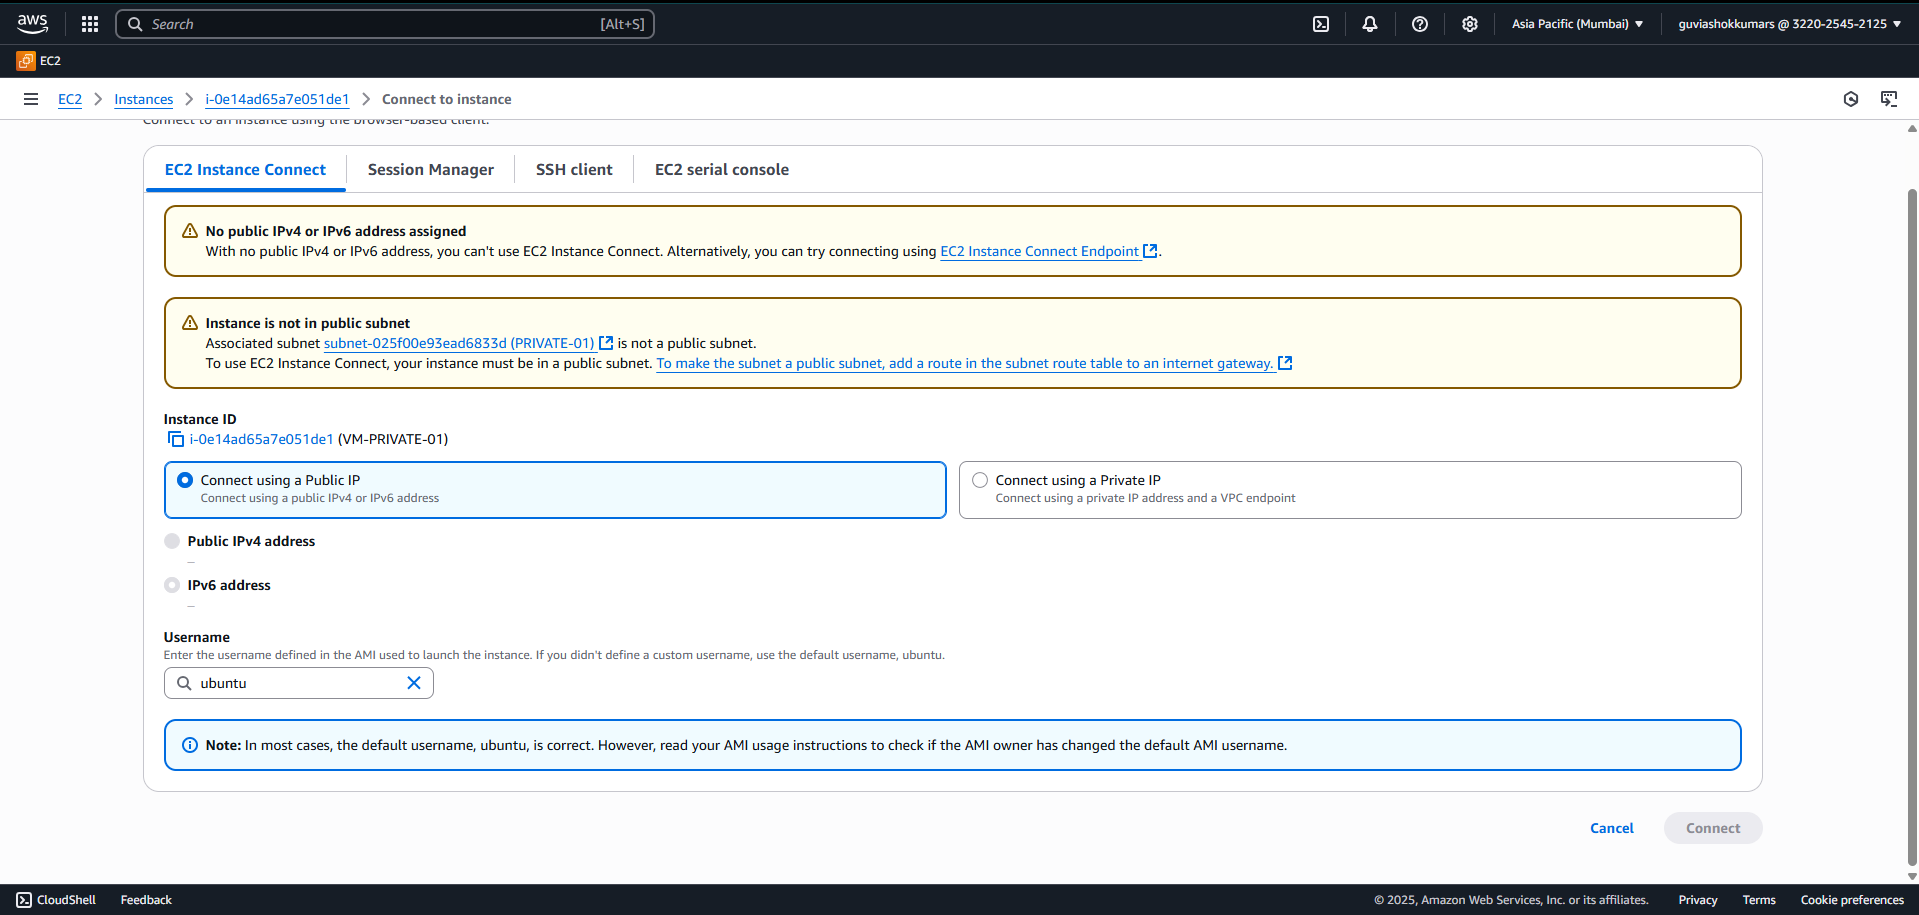 aws
Search [Alt+S]
Asia Pacific (Mumbai)
guviashokkumars @ 3220-2545-2125
EC2
EC2 Instances i-0e14ad65a7e051de1 Connect to instance
Connect to an instance using the browser-based client.
EC2 Instance Connect Session Manager SSH client EC2 serial console
No public IPv4 or IPv6 address assigned
With no public IPv4 or IPv6 address, you can't use EC2 Instance Connect. Alternatively, you can try connecting using EC2 Instance Connect Endpoint.
Instance is not in public subnet
Associated subnet subnet-025f00e93ead6833d (PRIVATE-01) is not a public subnet.
To use EC2 Instance Connect, your instance must be in a public subnet. To make the subnet a public subnet, add a route in the subnet route table to an internet gateway.
Instance ID
i-0e14ad65a7e051de1 (VM-PRIVATE-01)
Connect using a Public IP
Connect using a public IPv4 or IPv6 address
Connect using a Private IP
Connect using a private IP address and a VPC endpoint
Public IPv4 address
–
IPv6 address
–
Username
Enter the username defined in the AMI used to launch the instance. If you didn't define a custom username, use the default username, ubuntu.
ubuntu
Note: In most cases, the default username, ubuntu, is correct. However, read your AMI usage instructions to check if the AMI owner has changed the default AMI username.
Cancel Connect
CloudShell Feedback © 2025, Amazon Web Services, Inc. or its affiliates. Privacy Terms Cookie preferences